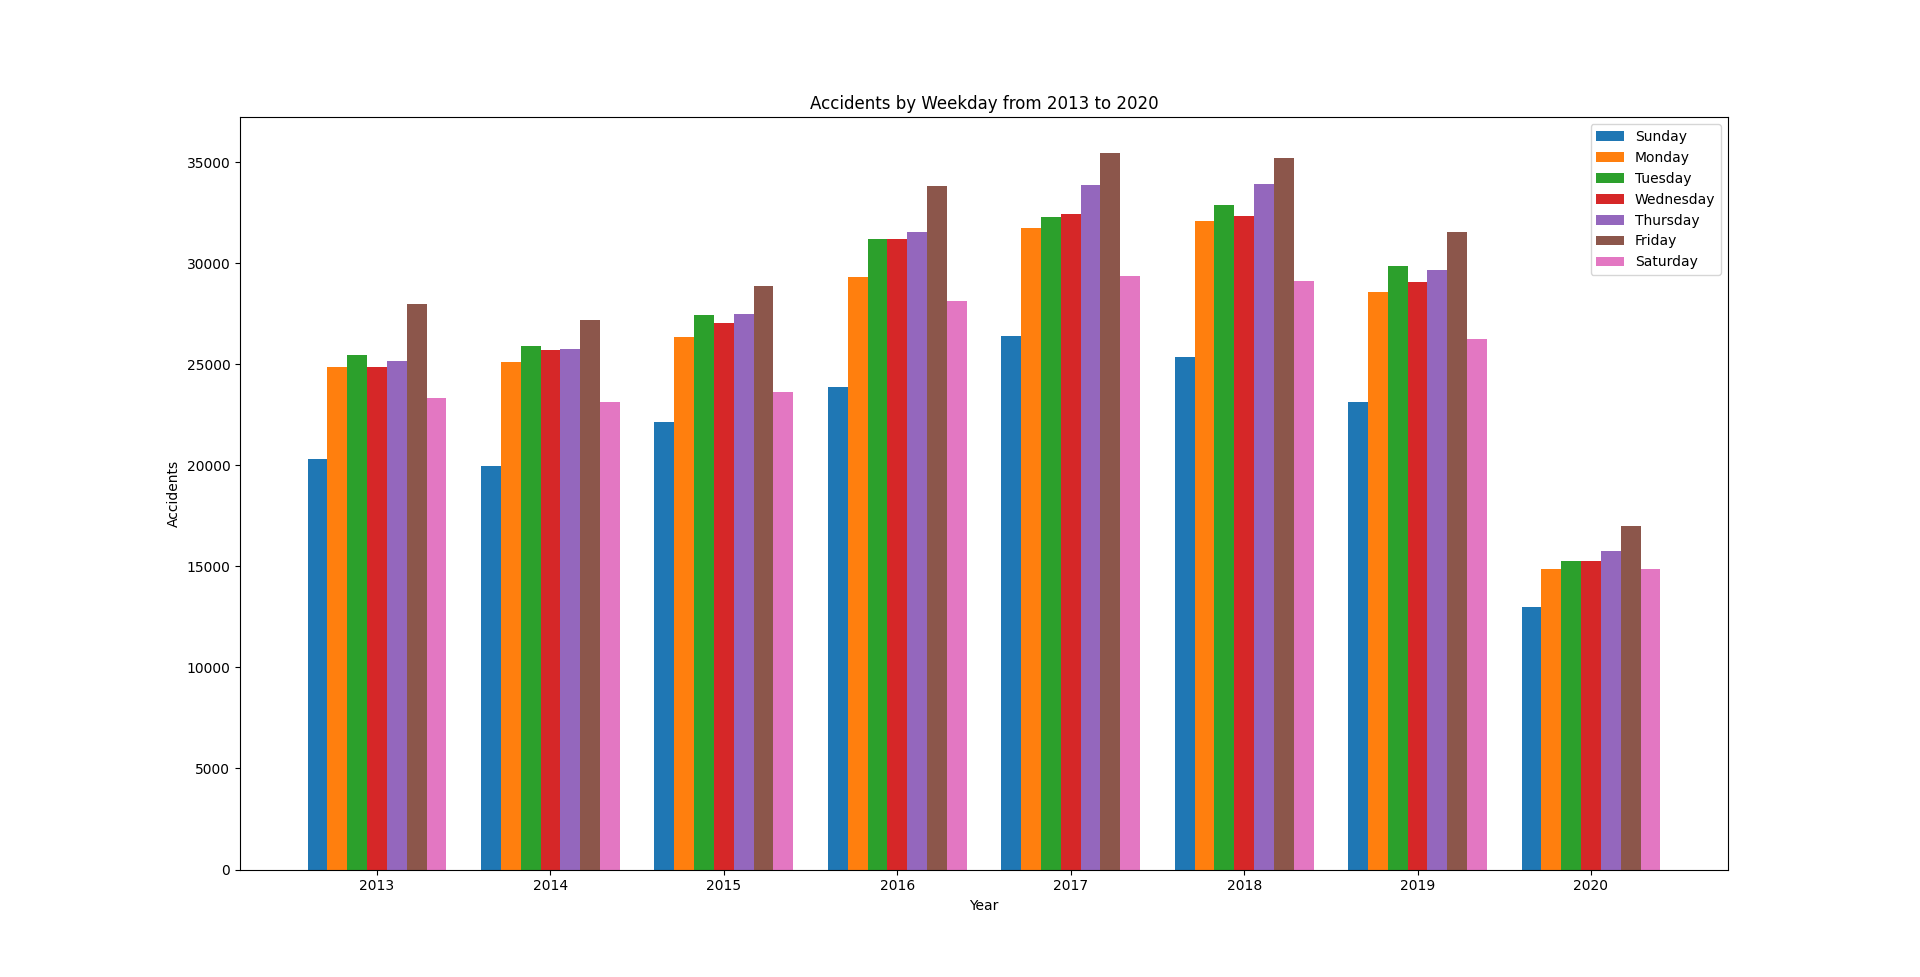 Accidents by Weekday from 2013 to 2020
Sunday
Monday
Tuesday
Wednesday
Thursday
Friday
Saturday
35000
30000
25000
20000
15000
10000
5000
0
Accidents
2013 2014 2015 2016 2017 2018 2019 2020
Year